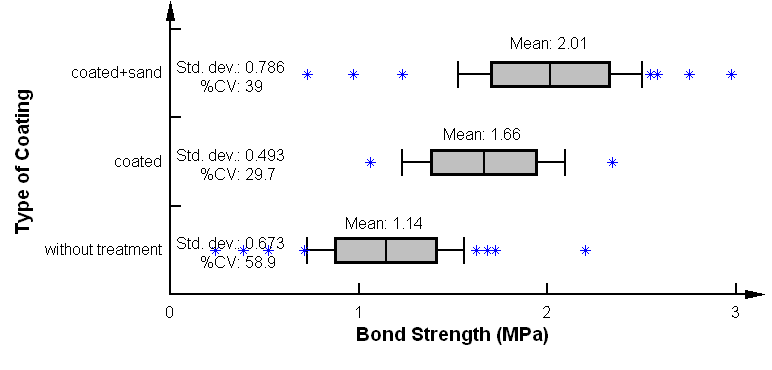 Type of Coating
Mean: 2.01
coated+sand
Std. dev.: 0.786
%CV: 39
Mean: 1.66
coated
Std. dev.: 0.493
%CV: 29.7
Mean: 1.14
without treatment
Std. dev.: 0.673
%CV: 58.9
0 1 2 3
Bond Strength (MPa)